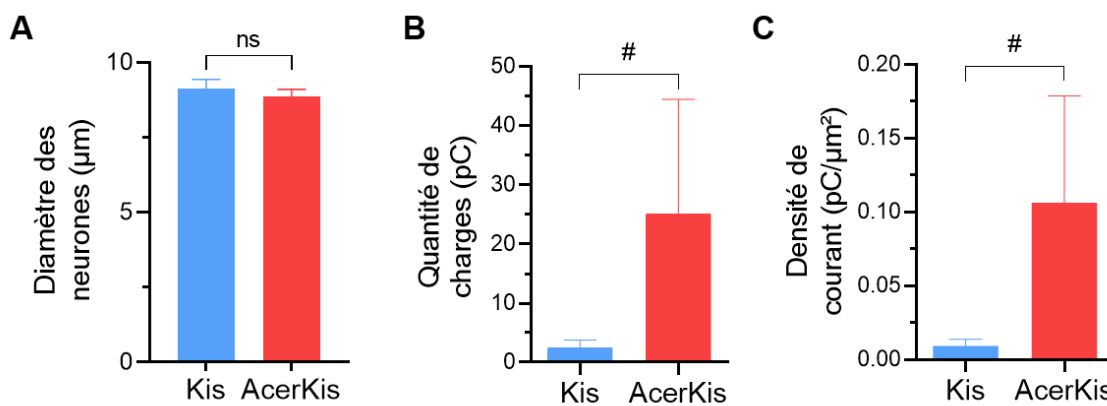 A
ns
Diamètre des
neurones (µm)
10
5
0
Kis AcerKis
B
#
Quantité de
charges (pC)
50
40
30
20
10
0
Kis AcerKis
C
#
Densité de
courant (pC/µm²)
0.20
0.15
0.10
0.05
0.00
Kis AcerKis